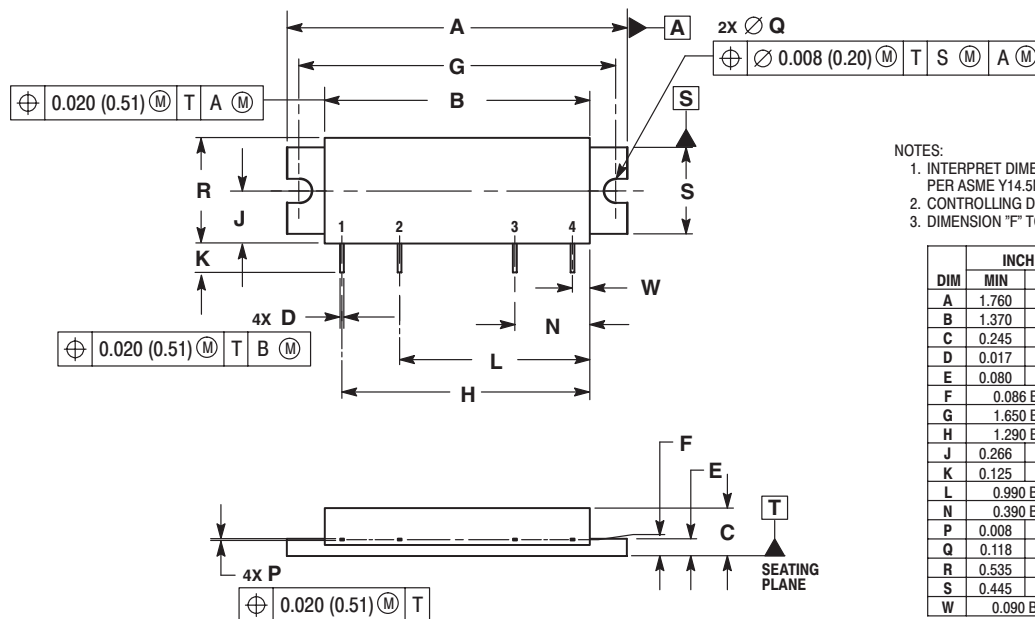 A
A
2X ∅ Q
⌖ ∅ 0.008 (0.20) Ⓜ T S Ⓜ A Ⓜ
G
⌖ 0.020 (0.51) Ⓜ T A Ⓜ
B
S
R
J
S
K
1 2 3 4
W
4X D
N
⌖ 0.020 (0.51) Ⓜ T B Ⓜ
L
H
F
E
C
T
SEATING
PLANE
4X P
⌖ 0.020 (0.51) Ⓜ T
NOTES:
1. INTERPRET DIME
PER ASME Y14.5
2. CONTROLLING D
3. DIMENSION "F" T
INCH
DIM MIN
A 1.760
B 1.370
C 0.245
D 0.017
E 0.080
F 0.086 B
G 1.650 B
H 1.290 B
J 0.266
K 0.125
L 0.990 B
N 0.390 B
P 0.008
Q 0.118
R 0.535
S 0.445
W 0.090 B